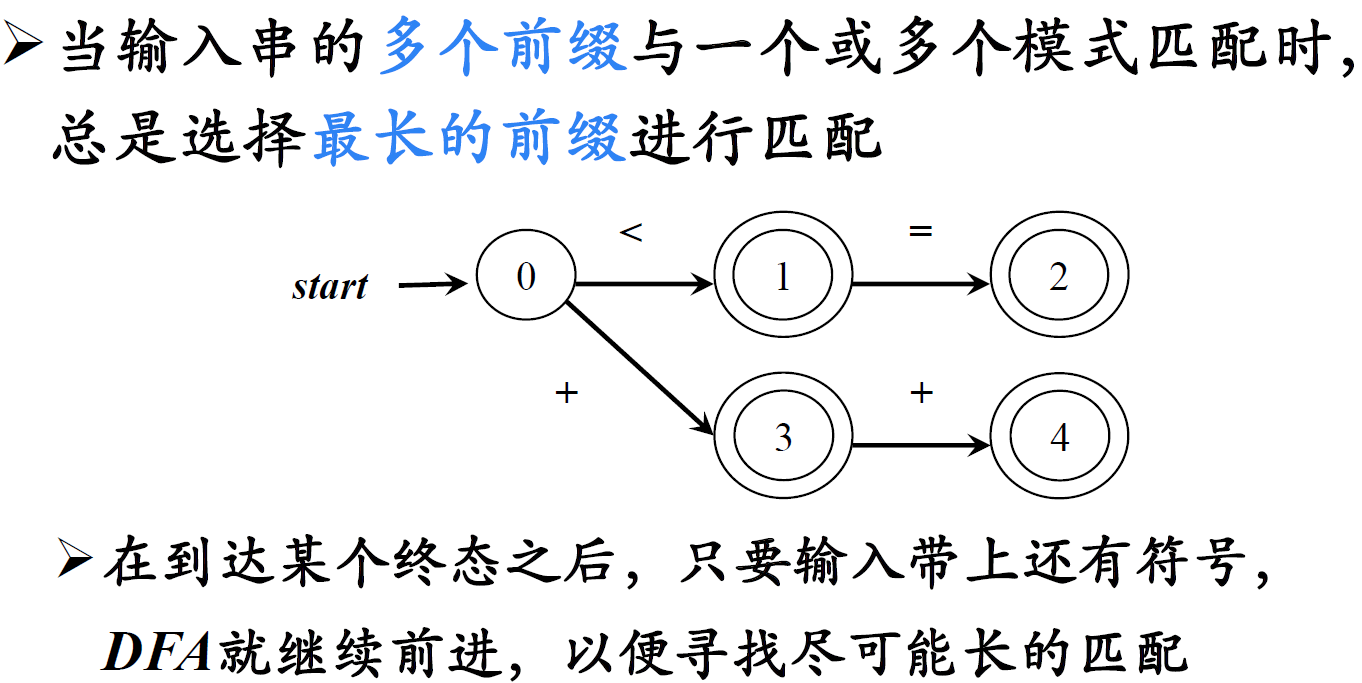 ➢当输入串的多个前缀与一个或多个模式匹配时，
总是选择最长的前缀进行匹配
< =
start 0 1 2
+ +
3 4
➢在到达某个终态之后，只要输入带上还有符号，
DFA就继续前进，以便寻找尽可能长的匹配